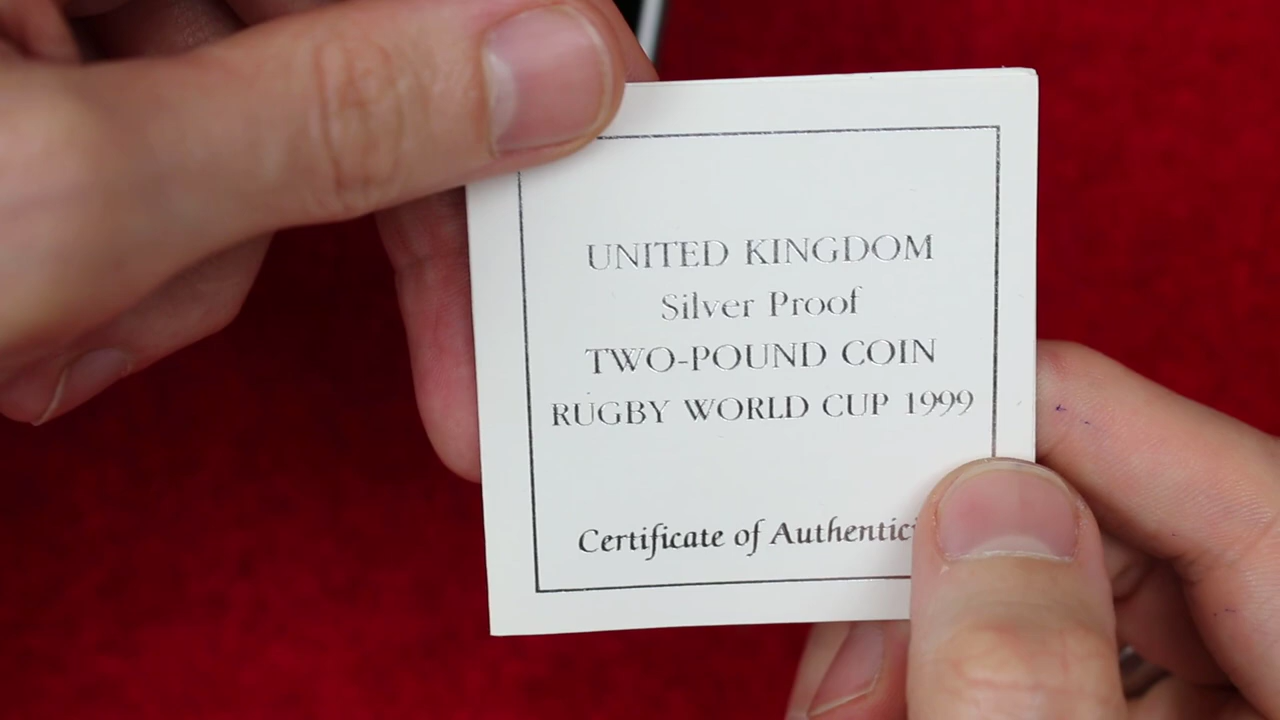 UNITED KINGDOM
Silver Proof
TWO-POUND COIN
RUGBY WORLD CUP 1999
Certificate of Authentici